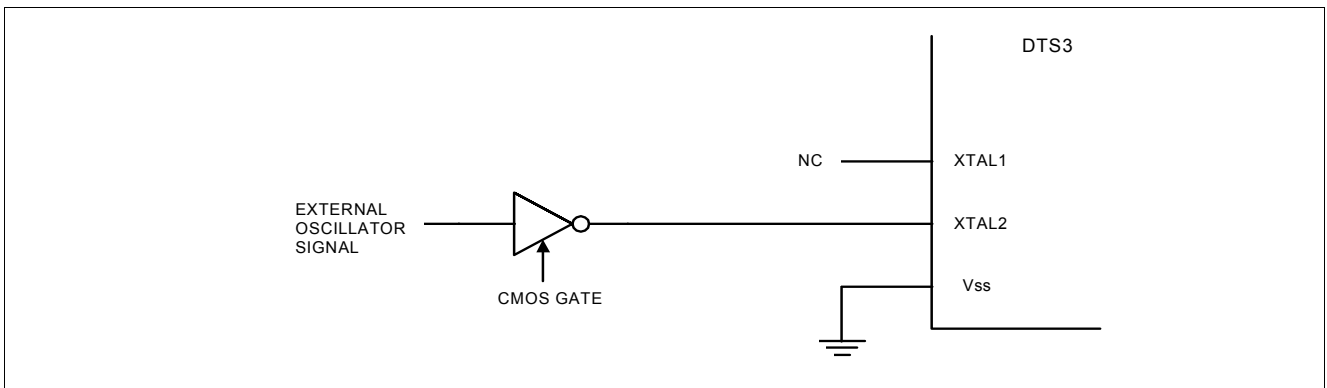 DTS3
NC
XTAL1
EXTERNAL
OSCILLATOR
SIGNAL
XTAL2
Vss
CMOS GATE